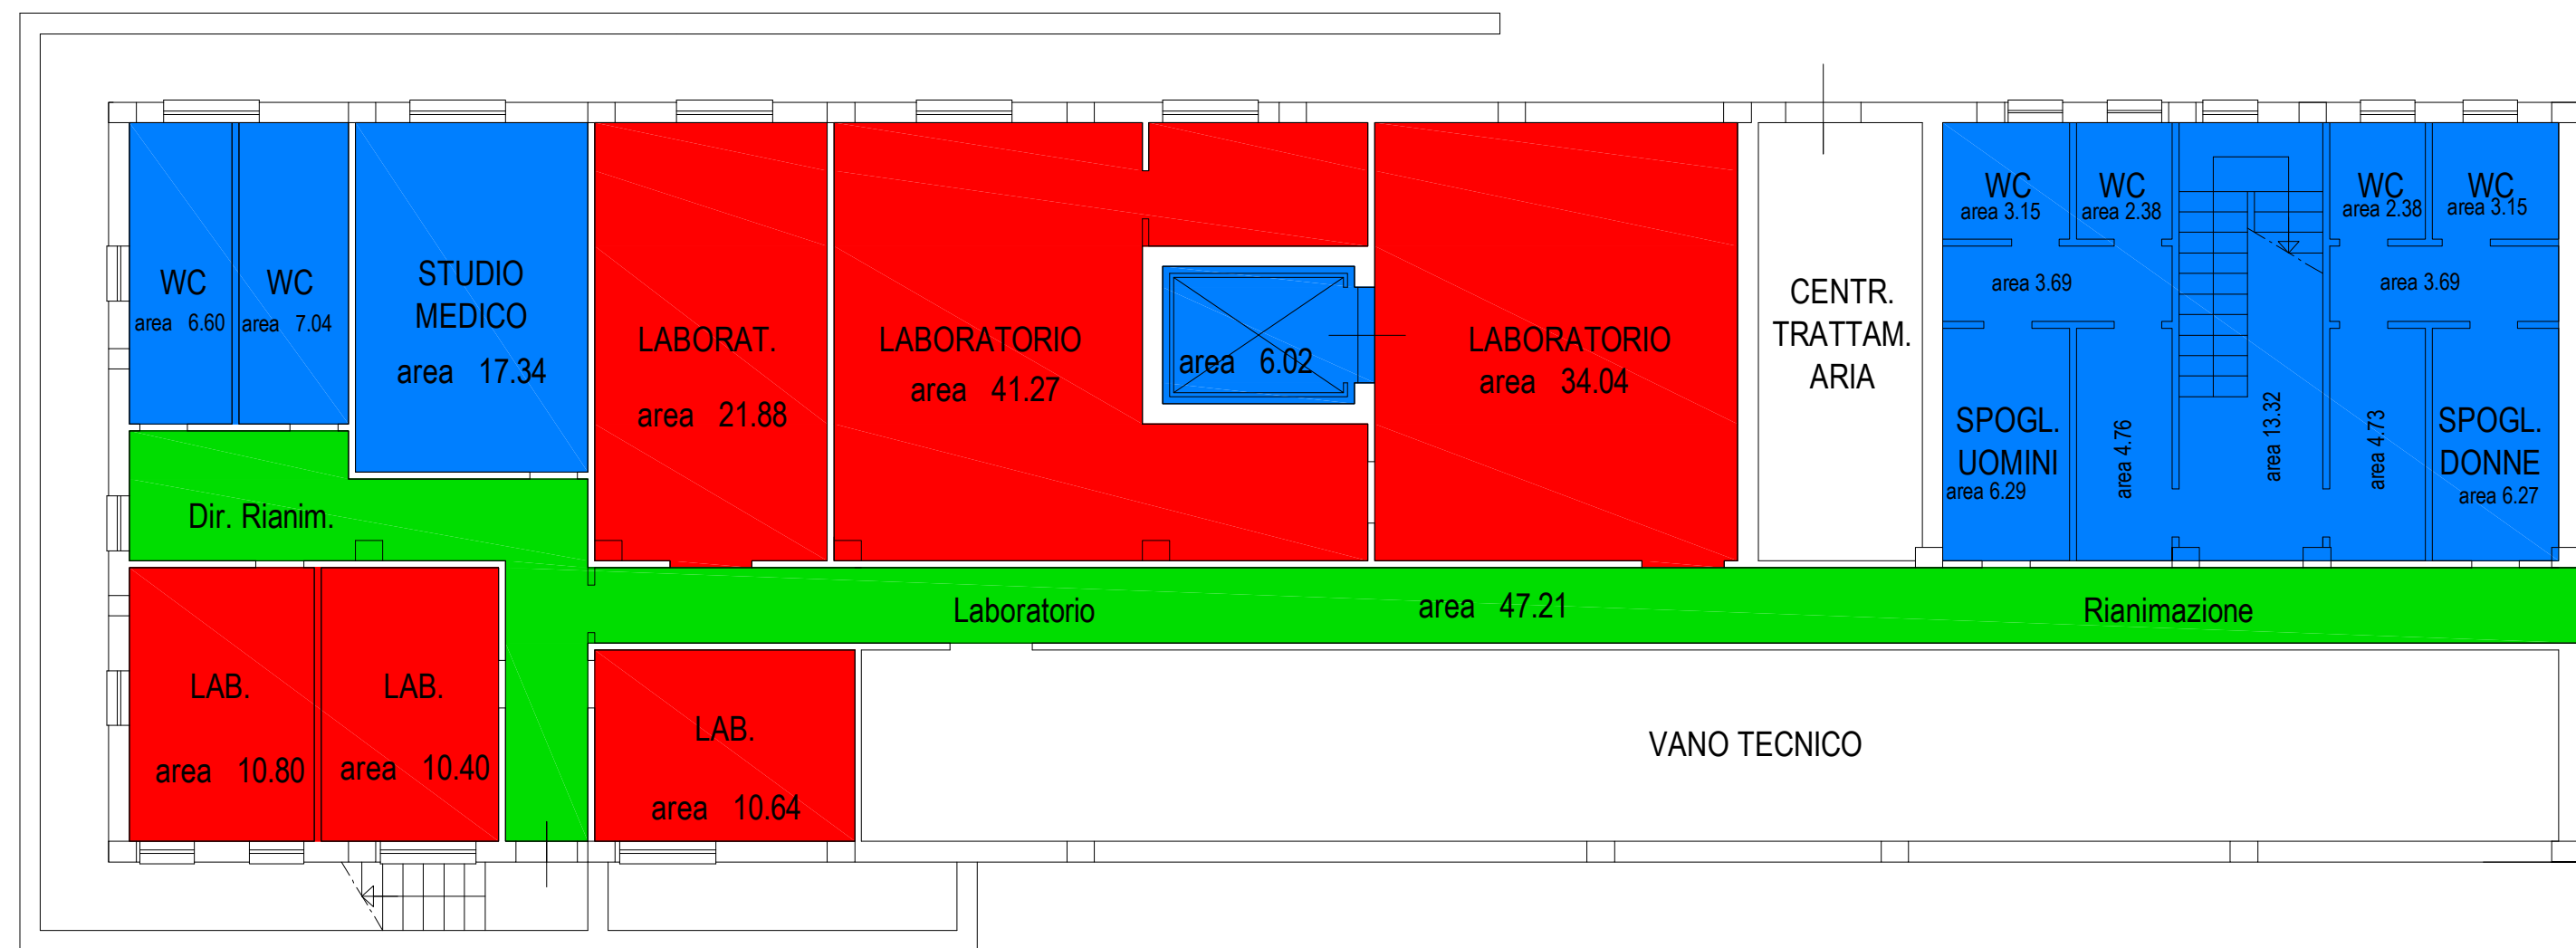 WC
area 6.60
WC
area 7.04
STUDIO
MEDICO
area 17.34
LABORAT.
area 21.88
LABORATORIO
area 41.27
area 6.02
LABORATORIO
area 34.04
CENTR.
TRATTAM.
ARIA
WC
area 3.15
WC
area 2.38
WC
area 2.38
WC
area 3.15
area 3.69
area 3.69
SPOGL.
UOMINI
area 6.29
area 4.76
area 13.32
area 4.73
SPOGL.
DONNE
area 6.27
Dir. Rianim.
Laboratorio
area 47.21
Rianimazione
LAB.
area 10.80
LAB.
area 10.40
LAB.
area 10.64
VANO TECNICO